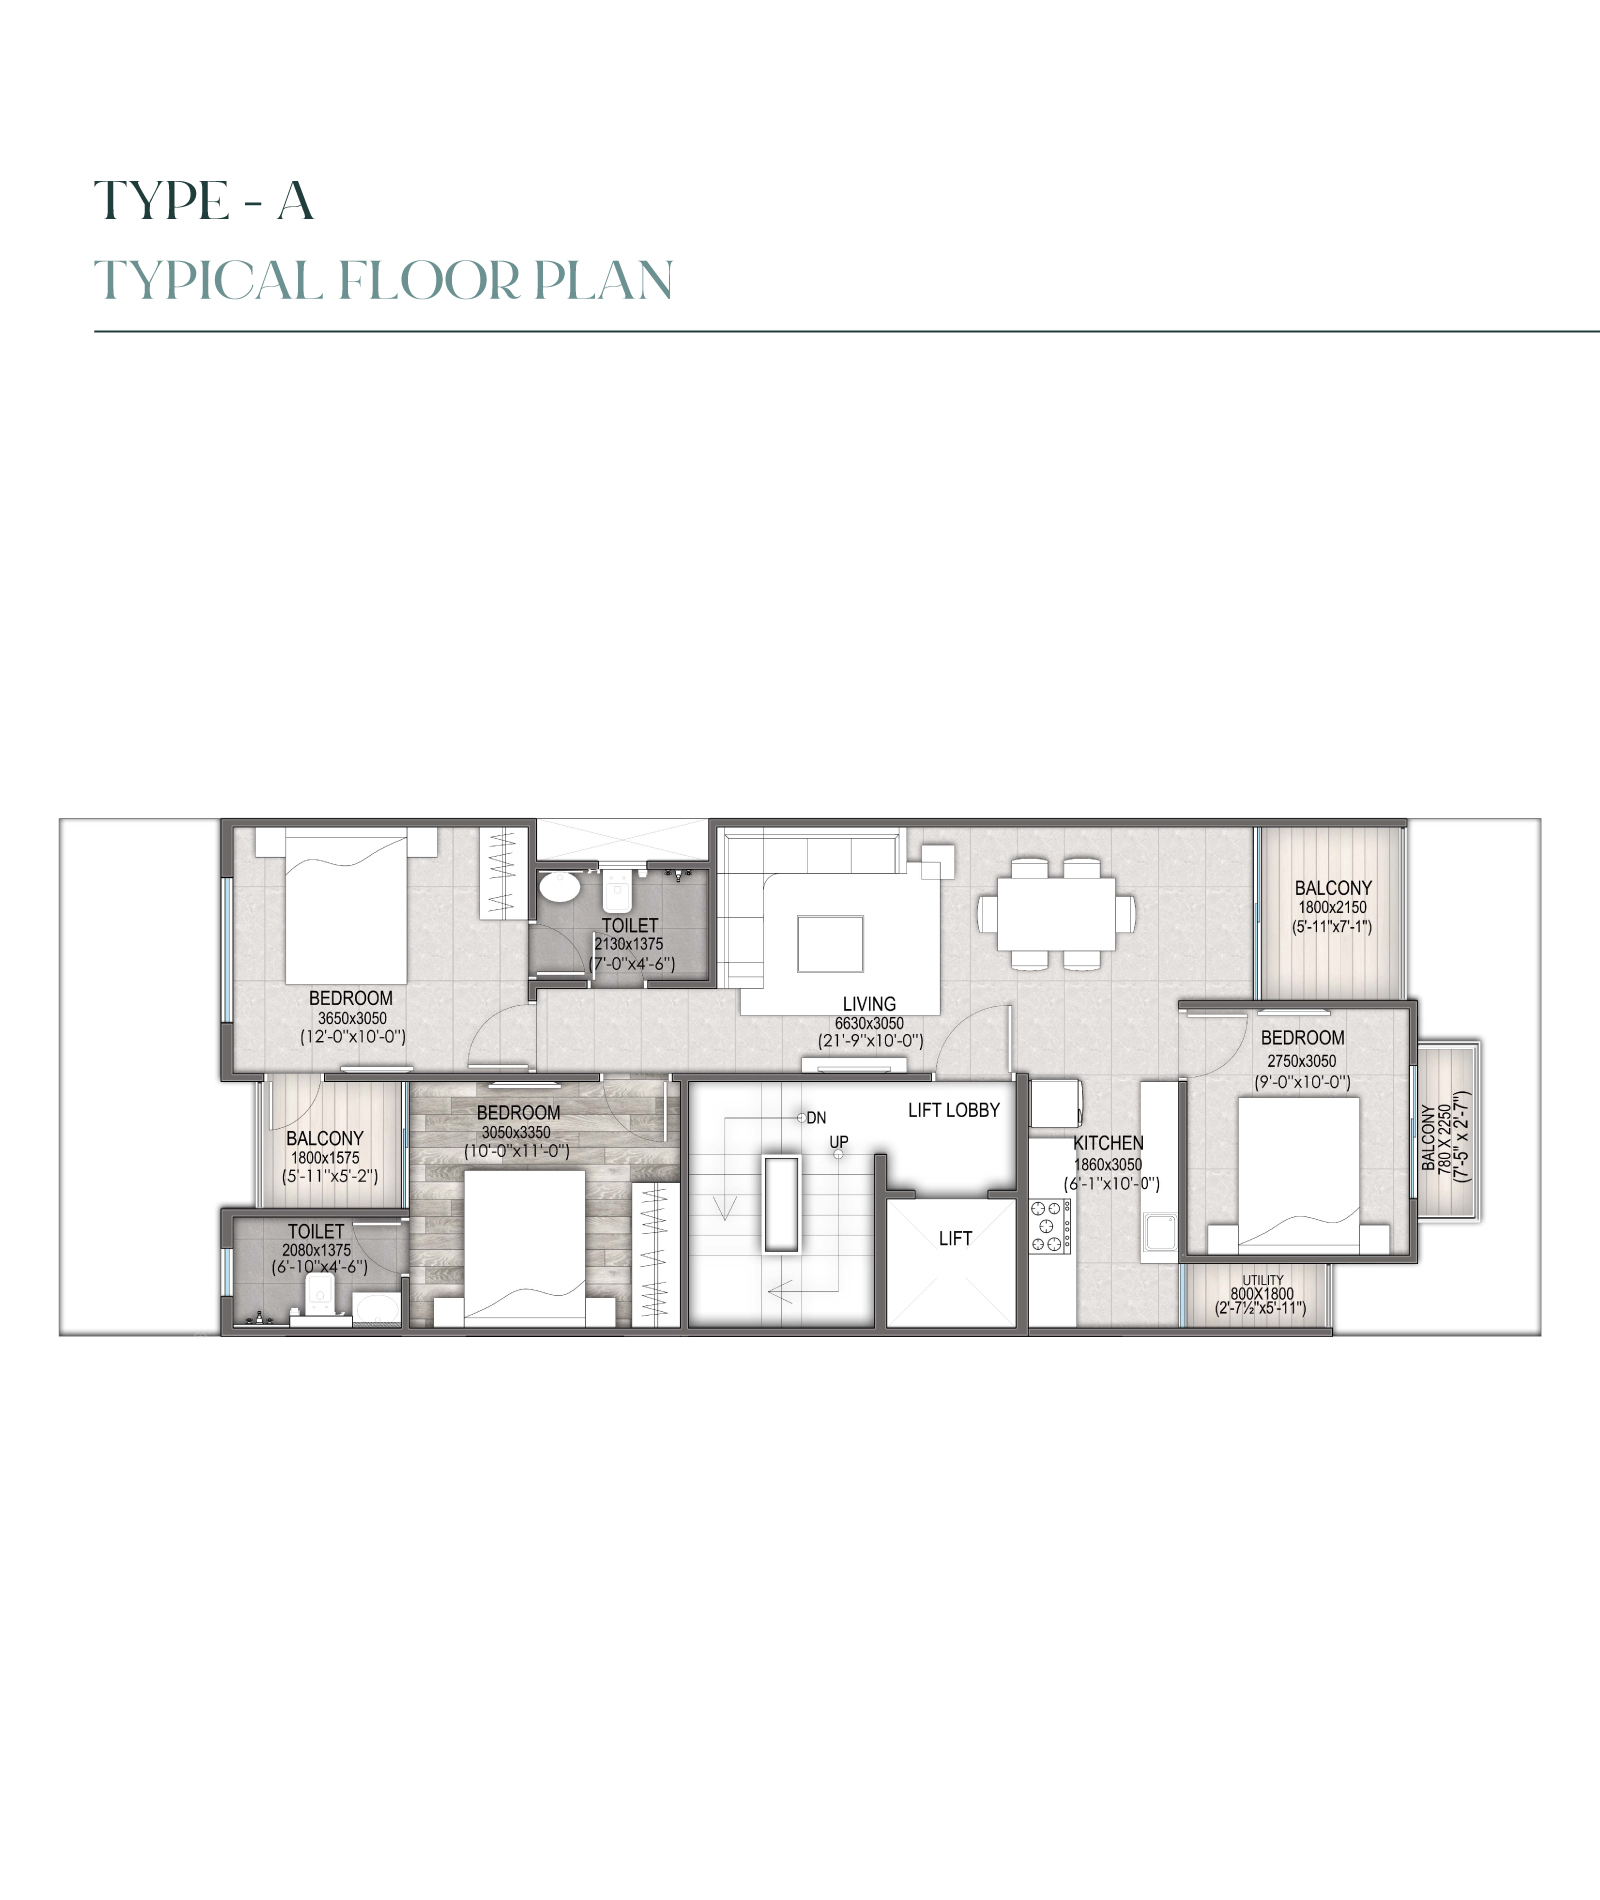 TYPE - A
TYPICAL FLOOR PLAN
BALCONY
1800x2150
(5'-11"x7'-1")
TOILET
2130x1375
(7'-0"x4'-6")
BEDROOM
3650x3050
(12'-0"x10'-0")
LIVING
6630x3050
(21'-9"x10'-0")
BEDROOM
2750x3050
(9'-0"x10'-0")
BALCONY
780 X 2250
(7'-5" x 2'-7")
BEDROOM
3050x3350
(10'-0"x11'-0")
DN
UP
LIFT LOBBY
BALCONY
1800x1575
(5'-11"x5'-2")
KITCHEN
1860x3050
(6'-1"x10'-0")
TOILET
2080x1375
(6'-10"x4'-6")
LIFT
UTILITY
800X1800
(2'-7½"x5'-11")